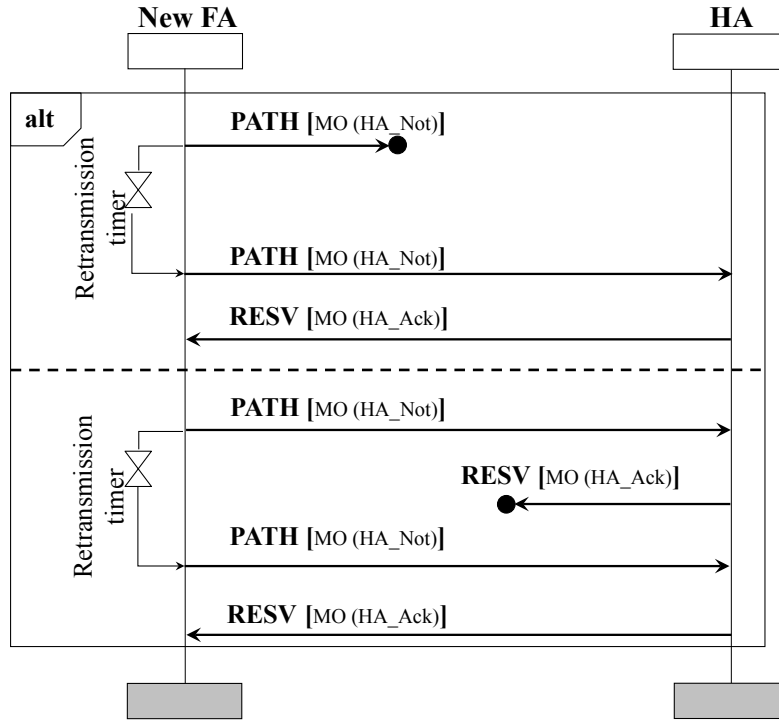 New FA
HA
alt
PATH [MO (HA_Not)]
Retransmission
timer
PATH [MO (HA_Not)]
RESV [MO (HA_Ack)]
PATH [MO (HA_Not)]
Retransmission
timer
RESV [MO (HA_Ack)]
PATH [MO (HA_Not)]
RESV [MO (HA_Ack)]